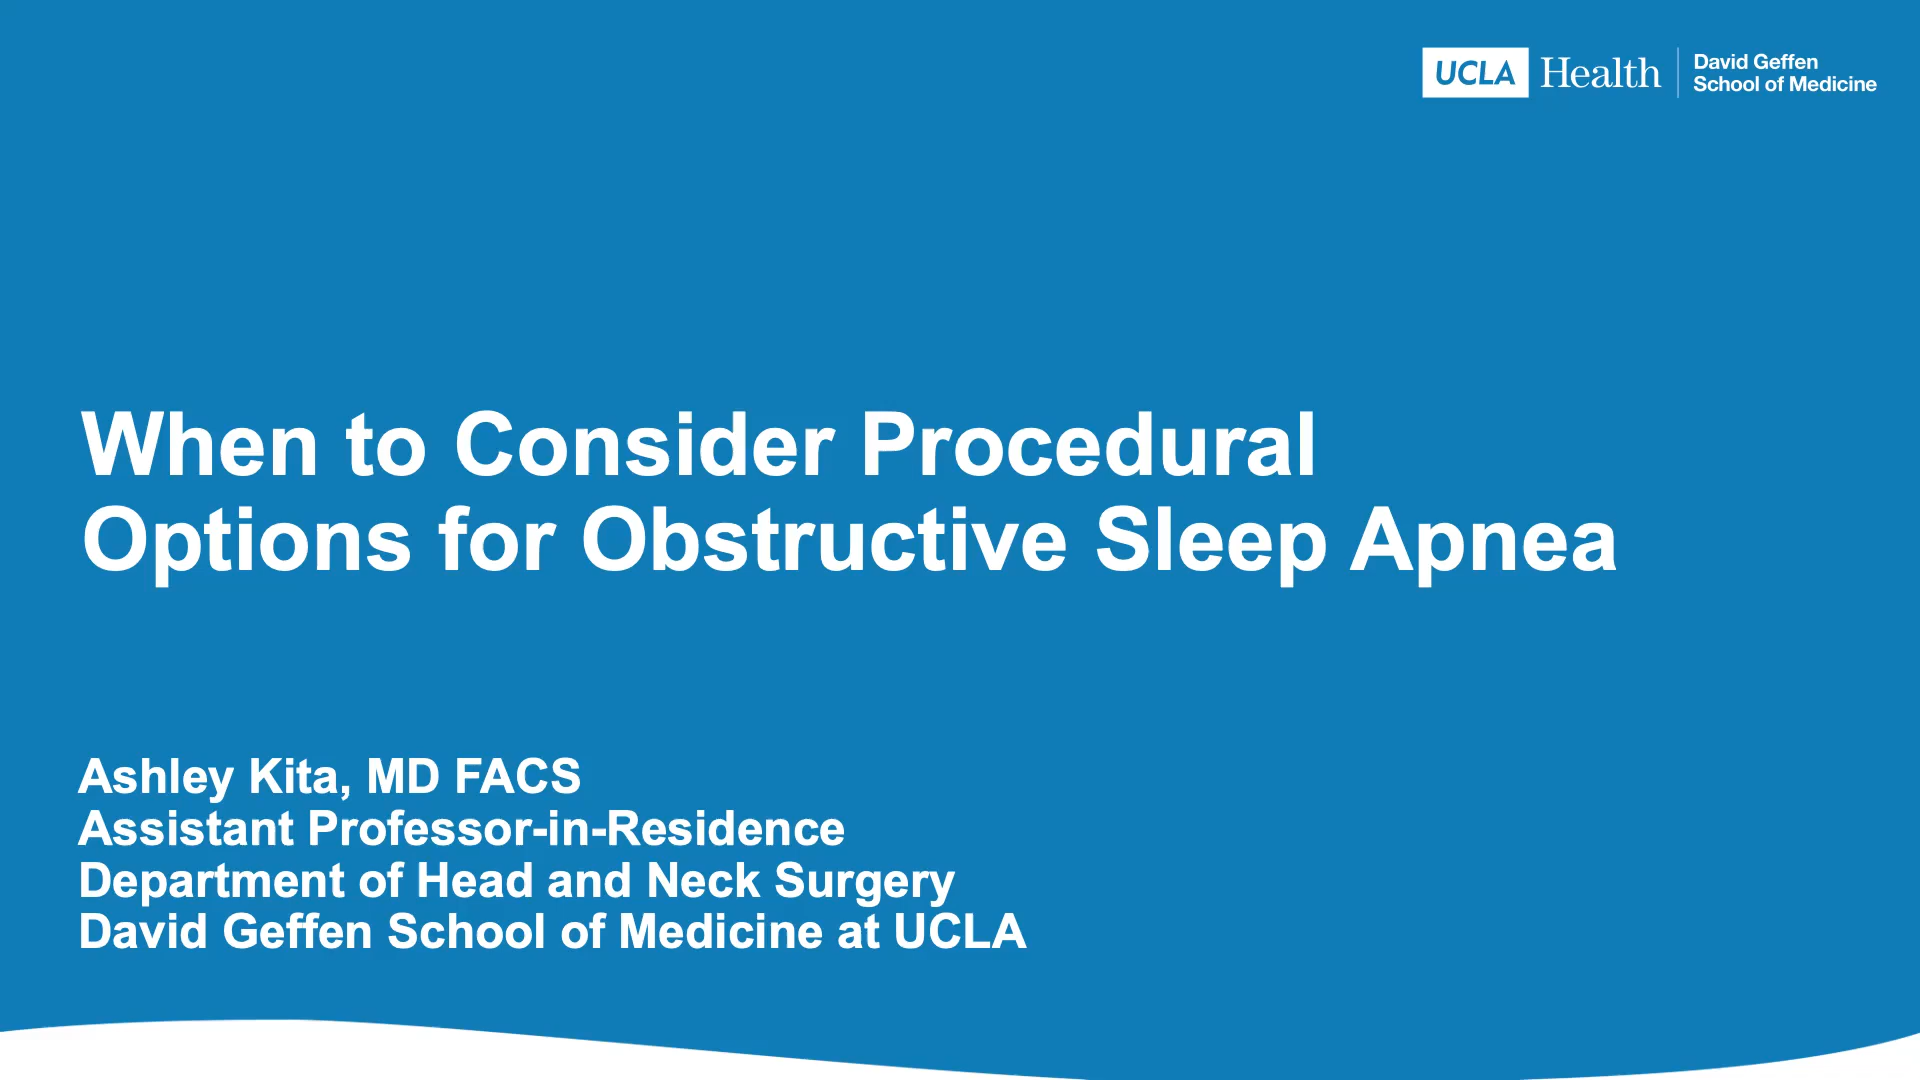 UCLA Health
David Geffen
School of Medicine
When to Consider Procedural
Options for Obstructive Sleep Apnea
Ashley Kita, MD FACS
Assistant Professor-in-Residence
Department of Head and Neck Surgery
David Geffen School of Medicine at UCLA